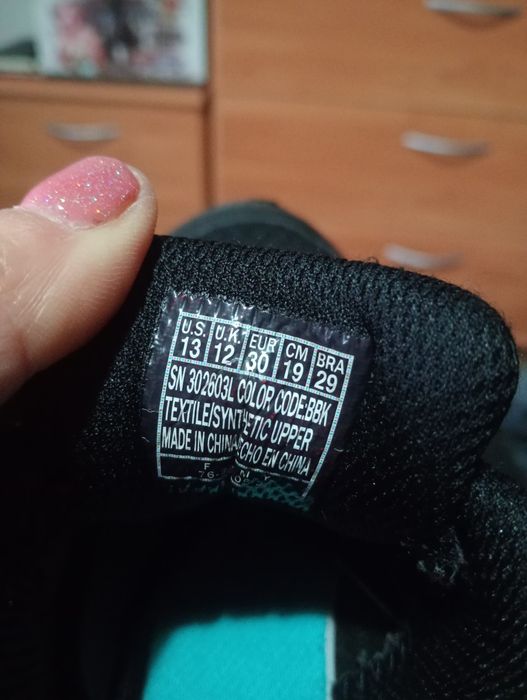 U.S. U.K EUR CM BRA
13 12 30 19 29
SN 302603L COLOR CODE:BBK
TEXTILE/SYNTHETIC UPPER
MADE IN CHINA ECHO EN CHINA